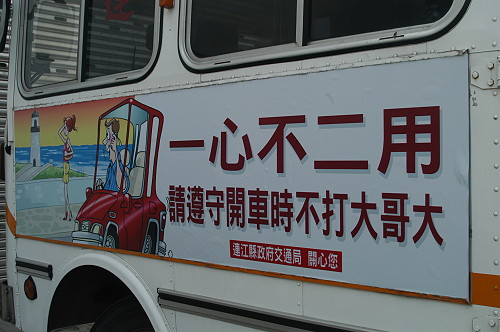 一心不二用
請遵守開車時不打大哥大
連江縣政府交通局 關心您